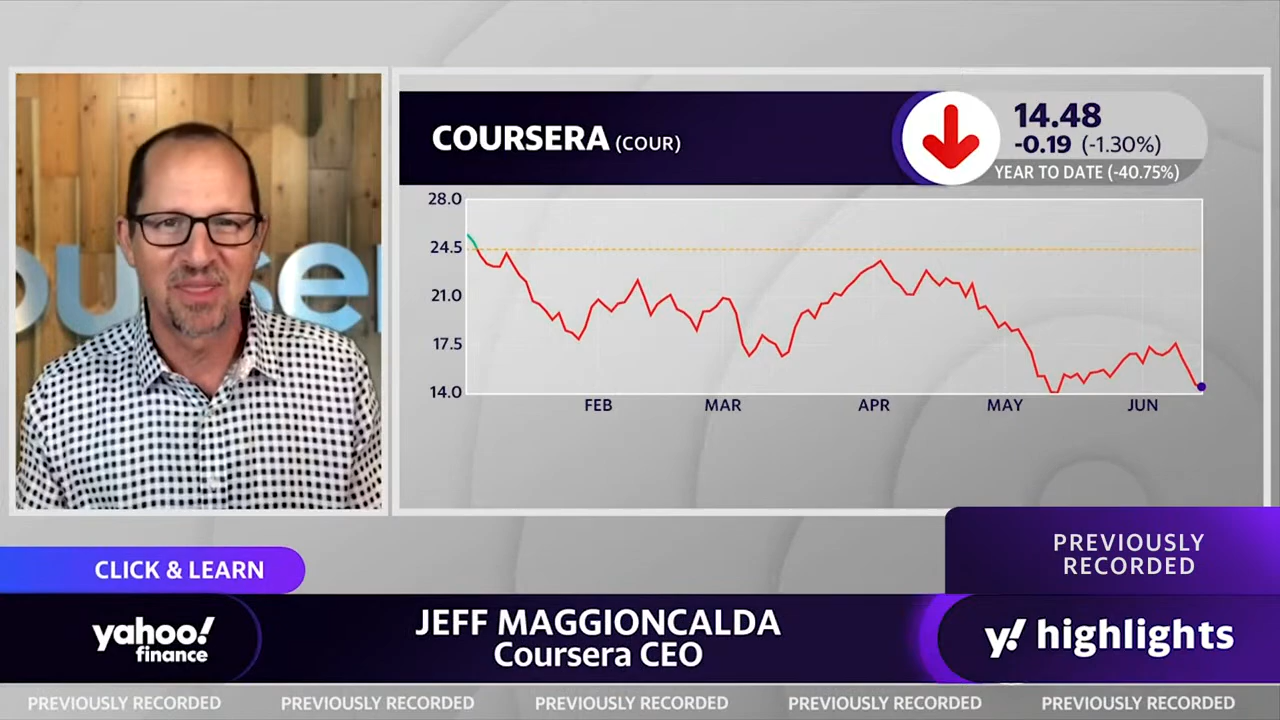 ouser
COURSERA (COUR)
14.48
-0.19 (-1.30%)
YEAR TO DATE (-40.75%)
28.0
24.5
21.0
17.5
14.0
FEB MAR APR MAY JUN
PREVIOUSLY
RECORDED
CLICK & LEARN
yahoo!
finance
JEFF MAGGIONCALDA
Coursera CEO
y! highlights
PREVIOUSLY RECORDED PREVIOUSLY RECORDED PREVIOUSLY RECORDED PREVIOUSLY RECORDED PREVIOUSLY RECORDED